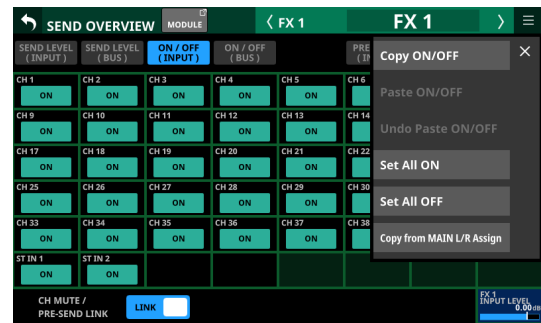 SEND OVERVIEW MODULE FX 1 FX 1
SEND LEVEL (INPUT) SEND LEVEL (BUS) ON / OFF (INPUT) ON / OFF (BUS)
Copy ON/OFF
Paste ON/OFF
Undo Paste ON/OFF
Set All ON
Set All OFF
Copy from MAIN L/R Assign
CH 1 CH 2 CH 3 CH 4 CH 5 CH 6
ON ON ON ON ON
CH 9 CH 10 CH 11 CH 12 CH 13 CH 14
ON ON ON ON ON
CH 17 CH 18 CH 19 CH 20 CH 21 CH 22
ON ON ON ON ON
CH 25 CH 26 CH 27 CH 28 CH 29 CH 30
ON ON ON ON ON
CH 33 CH 34 CH 35 CH 36 CH 37 CH 38
ON ON ON ON ON
ST IN 1 ST IN 2
ON ON
CH MUTE /
PRE-SEND LINK
LINK
FX 1
INPUT LEVEL
0.00dB